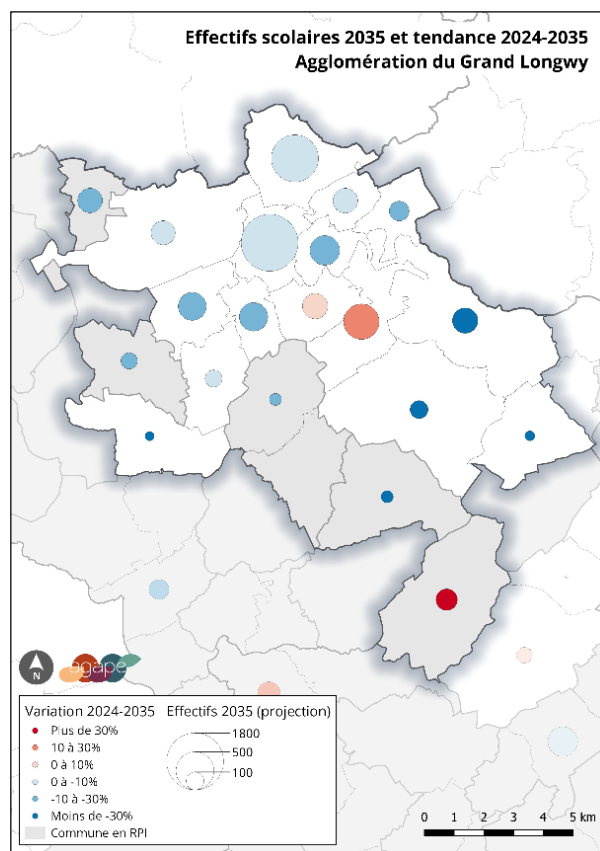 Effectifs scolaires 2035 et tendance 2024-2035
Agglomération du Grand Longwy
N
agape
Variation 2024-2035
Plus de 30%
10 à 30%
0 à 10%
0 à -10%
-10 à -30%
Moins de -30%
Commune en RPI
Effectifs 2035 (projection)
1800
500
100
0 1 2 3 4 5 km